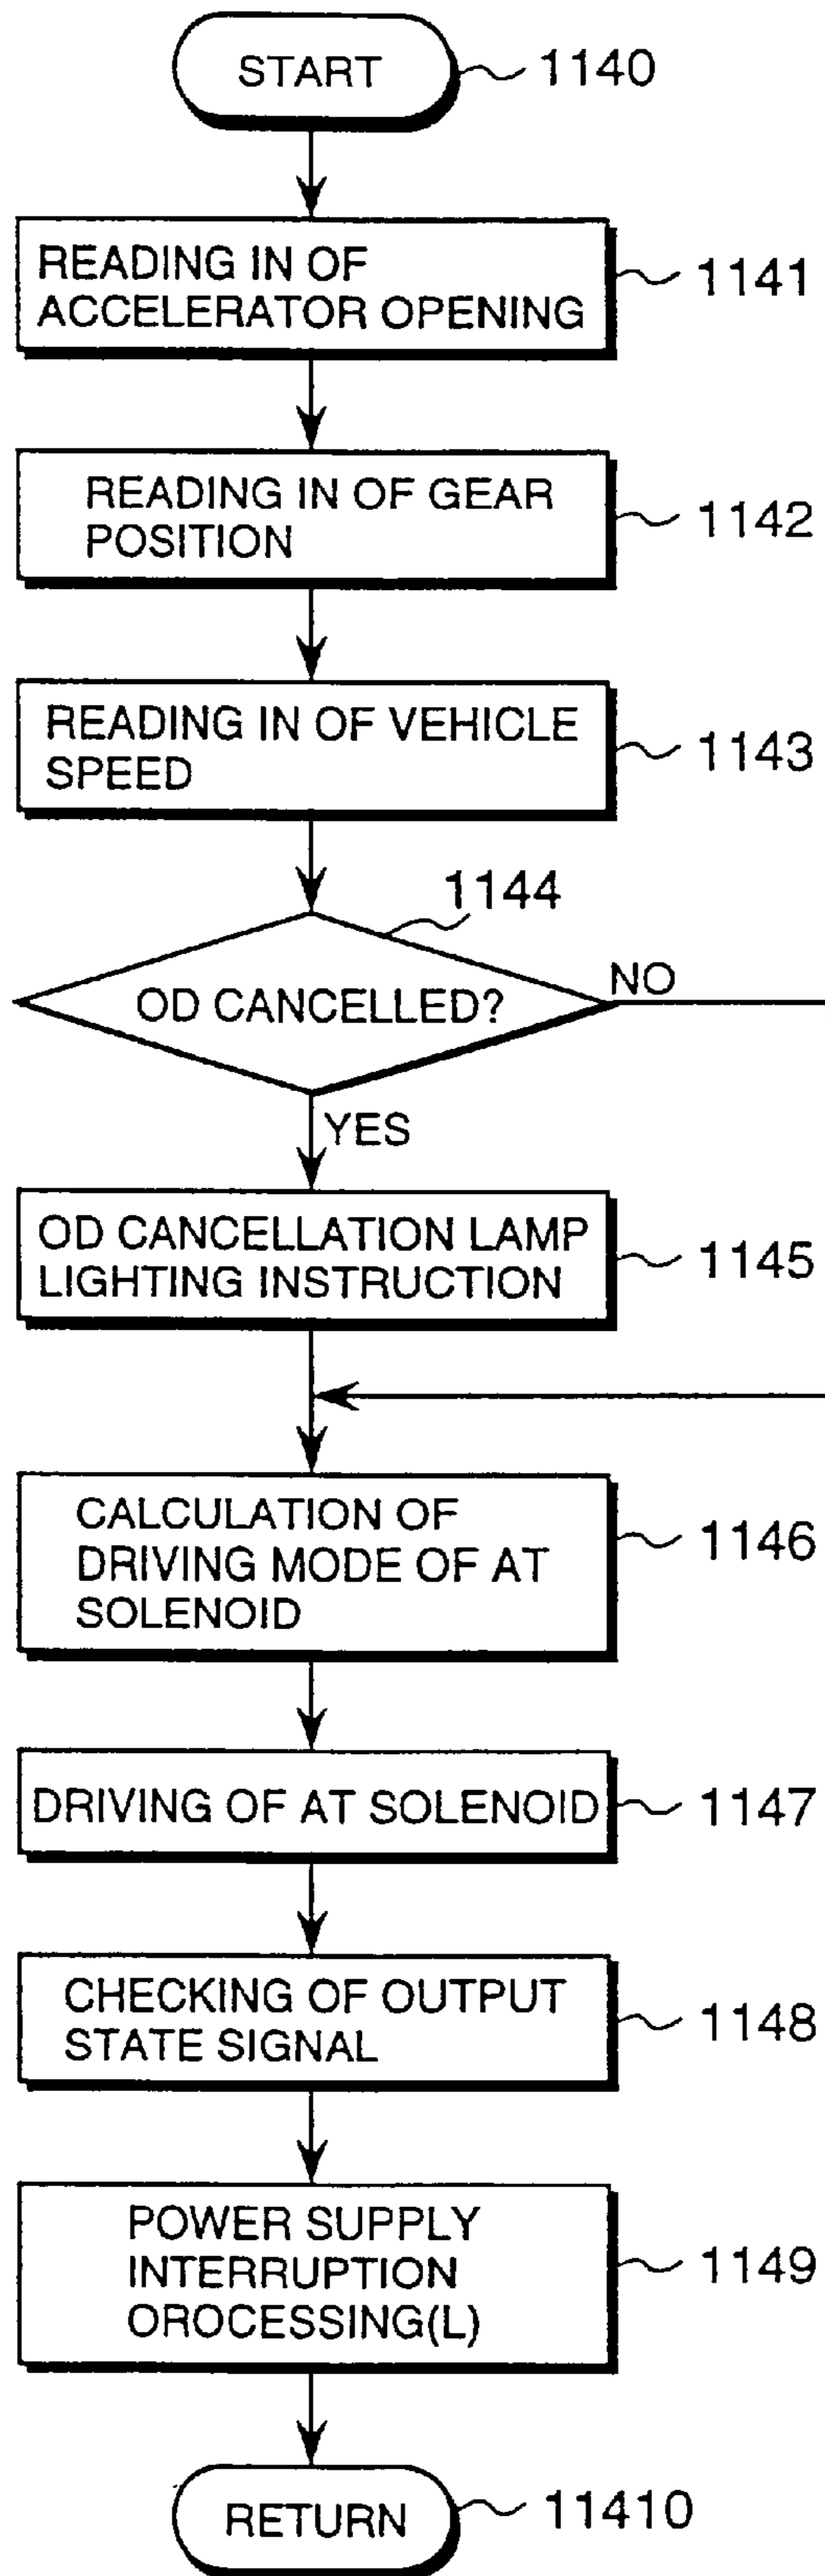 START
1140
READING IN OF
ACCELERATOR OPENING
1141
READING IN OF GEAR
POSITION
1142
READING IN OF VEHICLE
SPEED
1143
1144
OD CANCELLED?
NO
YES
OD CANCELLATION LAMP
LIGHTING INSTRUCTION
1145
CALCULATION OF
DRIVING MODE OF AT
SOLENOID
1146
DRIVING OF AT SOLENOID
1147
CHECKING OF OUTPUT
STATE SIGNAL
1148
POWER SUPPLY
INTERRUPTION
OROCESSING(L)
1149
RETURN
11410